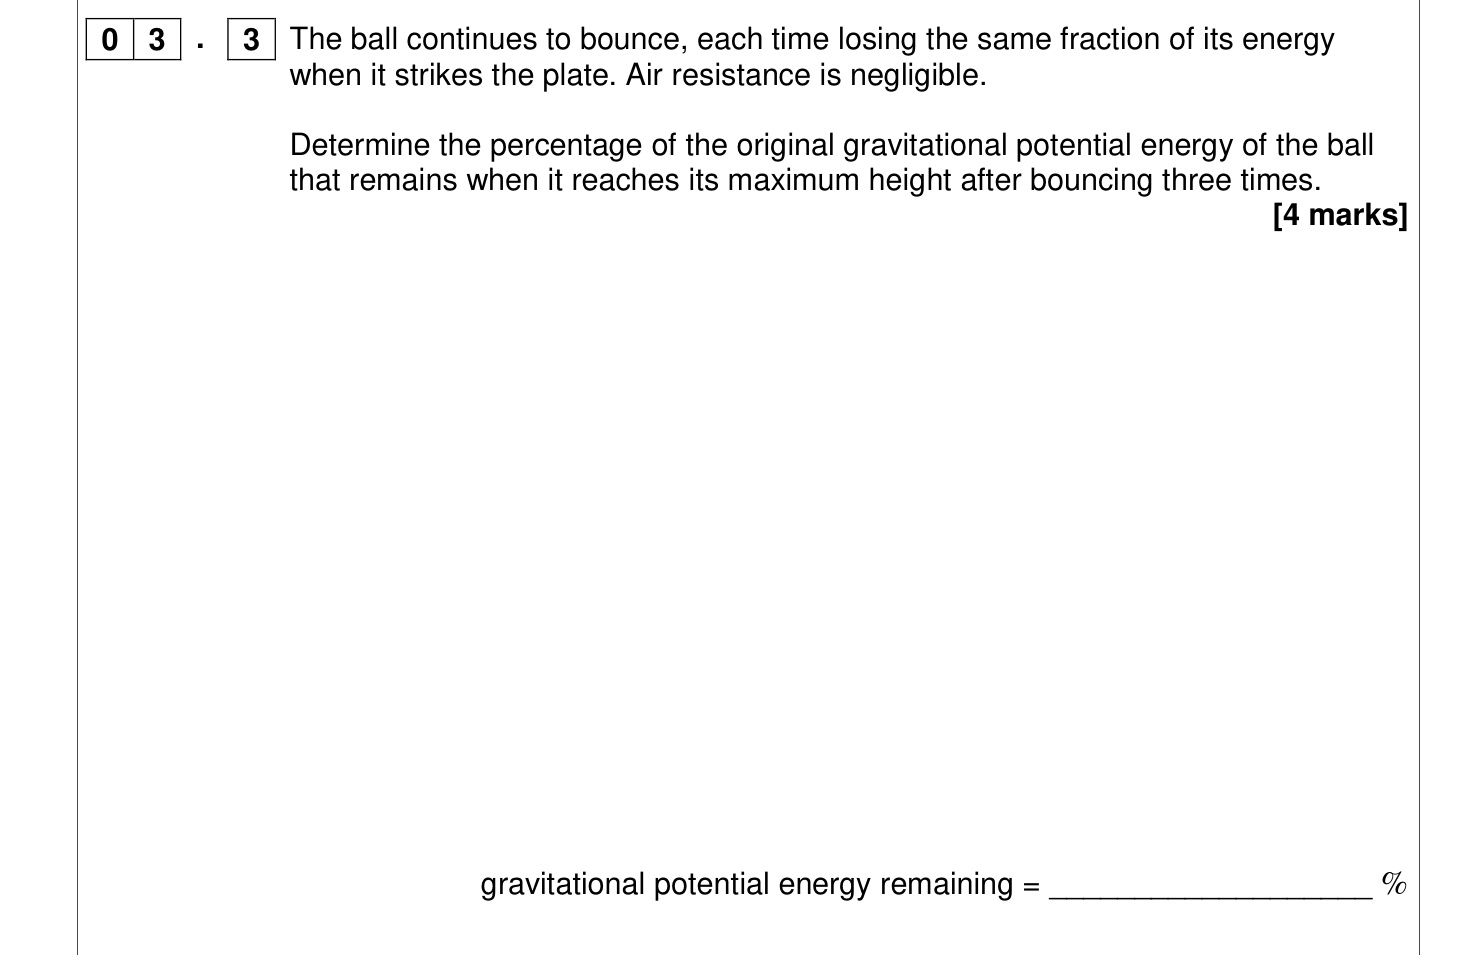 03.3 The ball continues to bounce, each time losing the same fraction of its energy
when it strikes the plate. Air resistance is negligible.
Determine the percentage of the original gravitational potential energy of the ball
that remains when it reaches its maximum height after bouncing three times.
[4 marks]
gravitational potential energy remaining = ____________________ %